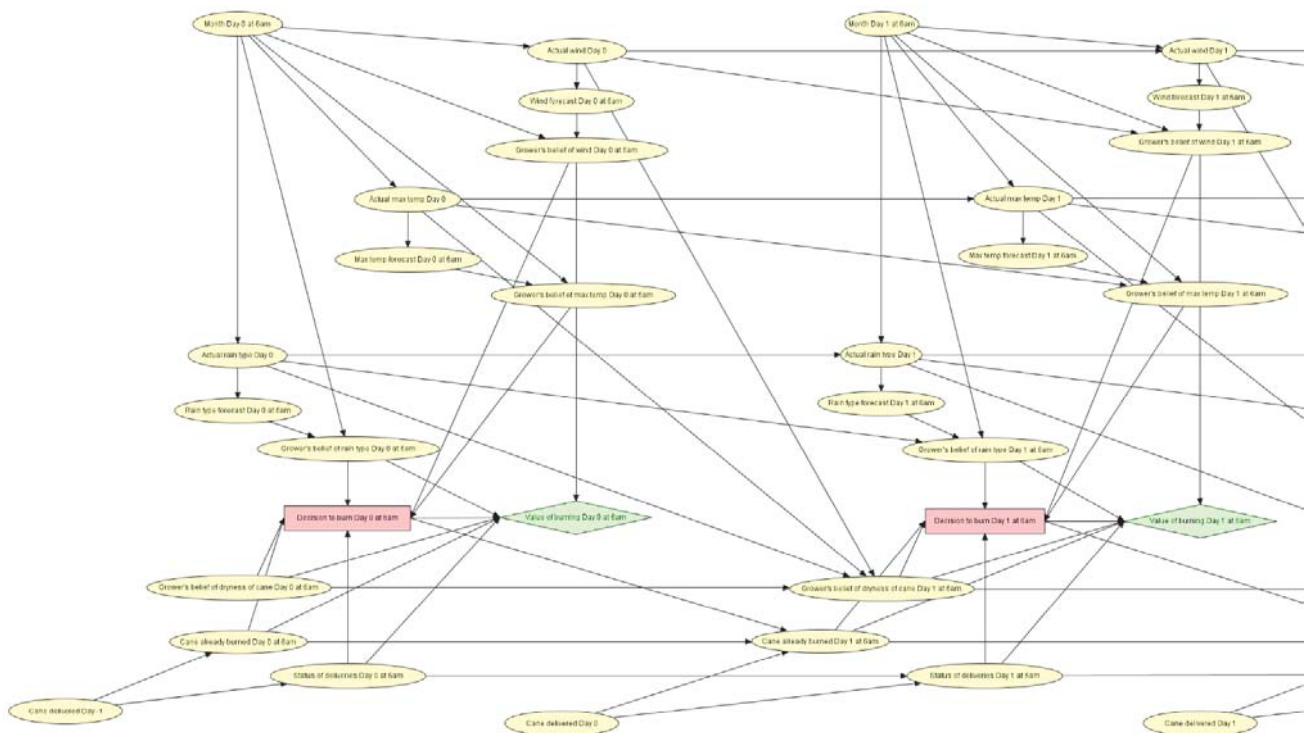 Month Day 0 at 6am
Month Day 1 at 6am
Actual wind Day 0
Actual wind Day 1
Wind forecast Day 0 at 6am
Wind forecast Day 1 at 6am
Grower's belief of wind Day 0 at 6am
Grower's belief of wind Day 1 at 6am
Actual max temp Day 0
Actual max temp Day 1
Max temp forecast Day 0 at 6am
Max temp forecast Day 1 at 6am
Grower's belief of max temp Day 0 at 6am
Grower's belief of max temp Day 1 at 6am
Actual rain type Day 0
Actual rain type Day 1
Rain type forecast Day 0 at 6am
Rain type forecast Day 1 at 6am
Grower's belief of rain type Day 0 at 6am
Grower's belief of rain type Day 1 at 6am
Decision to burn Day 0 at 6am
Value of burning Day 0 at 6am
Decision to burn Day 1 at 6am
Value of burning Day 1 at 6am
Grower's belief of dryness of cane Day 0 at 6am
Grower's belief of dryness of cane Day 1 at 6am
Cane already burned Day 0 at 6am
Cane already burned Day 1 at 6am
Status of deliveries Day 0 at 6am
Status of deliveries Day 1 at 6am
Cane delivered Day -1
Cane delivered Day 0
Cane delivered Day 1